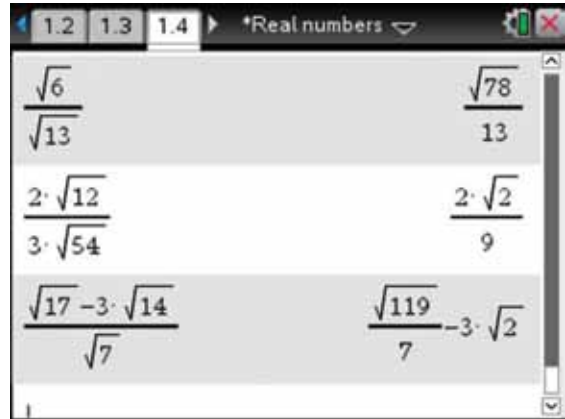 1.2 1.3 1.4 *Real numbers
√6/√13 √78/13
2·√12/3·√54 2·√2/9
√17−3·√14/√7 √119/7−3·√2